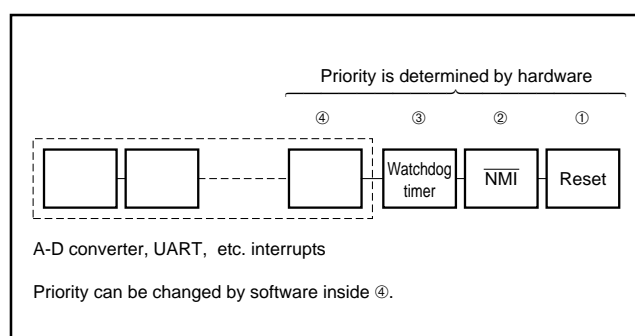 Priority is determined by hardware
④ ③ ② ①
Watchdog
timer
NMI
Reset
A-D converter, UART, etc. interrupts
Priority can be changed by software inside ④.